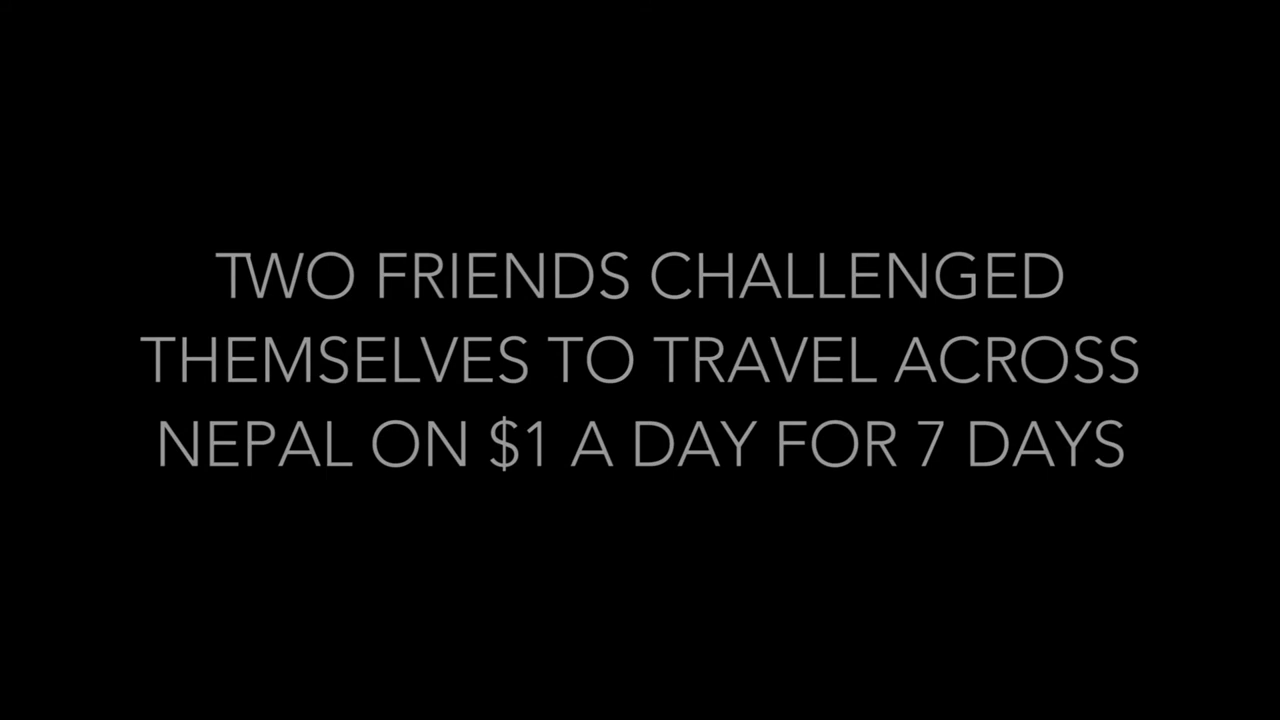 TWO FRIENDS CHALLENGED
THEMSELVES TO TRAVEL ACROSS
NEPAL ON $1 A DAY FOR 7 DAYS